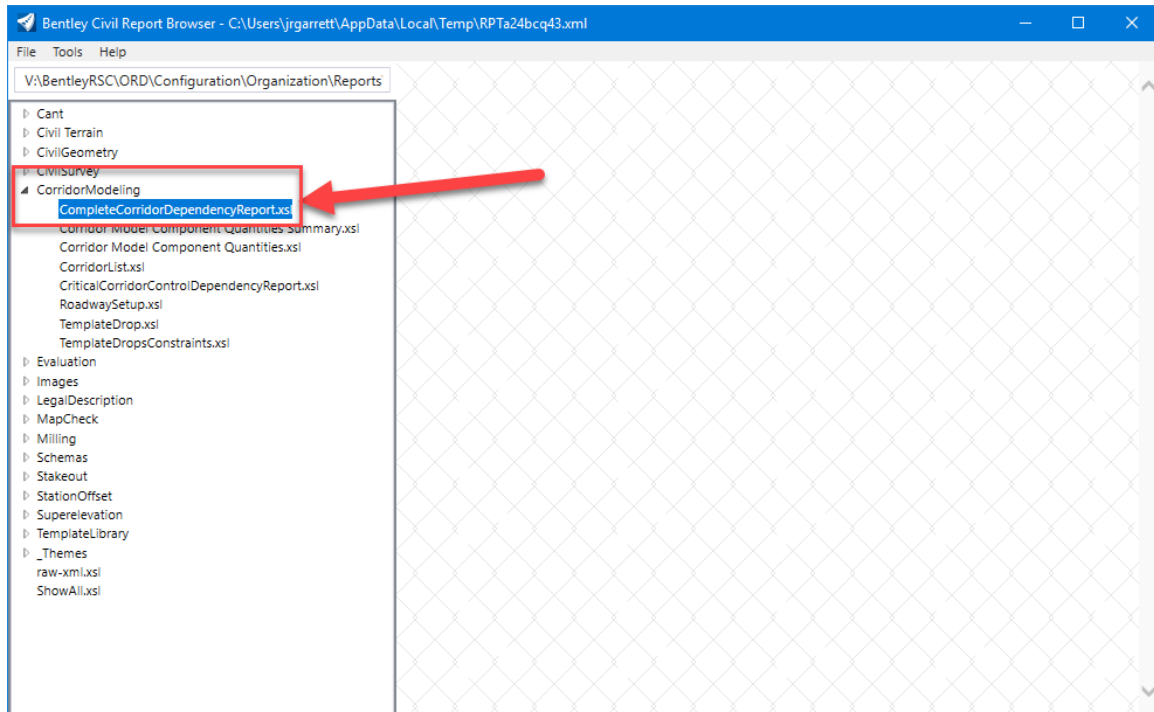 Bentley Civil Report Browser - C:\Users\jrgarrett\AppData\Local\Temp\RPTa24bcq43.xml
File Tools Help
V:\BentleyRSC\ORD\Configuration\Organization\Reports
Cant
Civil Terrain
CivilGeometry
CivilSurvey
CorridorModeling
CompleteCorridorDependencyReport.xsl
Corridor Model Component Quantities Summary.xsl
Corridor Model Component Quantities.xsl
CorridorList.xsl
CriticalCorridorControlDependencyReport.xsl
RoadwaySetup.xsl
TemplateDrop.xsl
TemplateDropsConstraints.xsl
Evaluation
Images
LegalDescription
MapCheck
Milling
Schemas
Stakeout
StationOffset
Superelevation
TemplateLibrary
_Themes
raw-xml.xsl
ShowAll.xsl